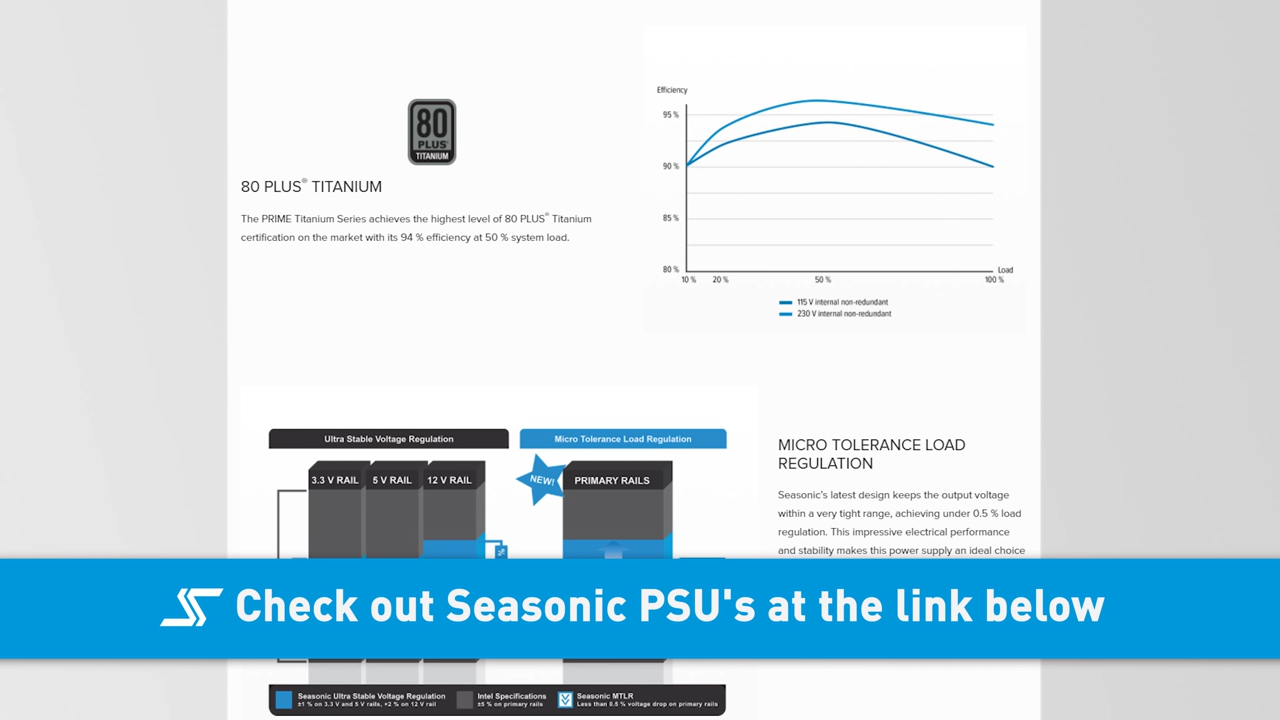 80
PLUS
TITANIUM
80 PLUS® TITANIUM
The PRIME Titanium Series achieves the highest level of 80 PLUS® Titanium
certification on the market with its 94 % efficiency at 50 % system load.
Efficiency
95 %
90 %
85 %
80 %
Load
10 %
20 %
50 %
100 %
115 V internal non-redundant
230 V internal non-redundant
Ultra Stable Voltage Regulation
Micro Tolerance Load Regulation
3.3 V RAIL
5 V RAIL
12 V RAIL
NEW!
PRIMARY RAILS
MICRO TOLERANCE LOAD
REGULATION
Seasonic's latest design keeps the output voltage
within a very tight range, achieving under 0.5 % load
regulation. This impressive electrical performance
and stability makes this power supply an ideal choice
Check out Seasonic PSU's at the link below
Seasonic Ultra Stable Voltage Regulation
±1 % on 3.3 V and 5 V rails, +2 % on 12 V rail
Intel Specifications
±5 % on primary rails
Seasonic MTLR
Less than 0.5 % voltage drop on primary rails